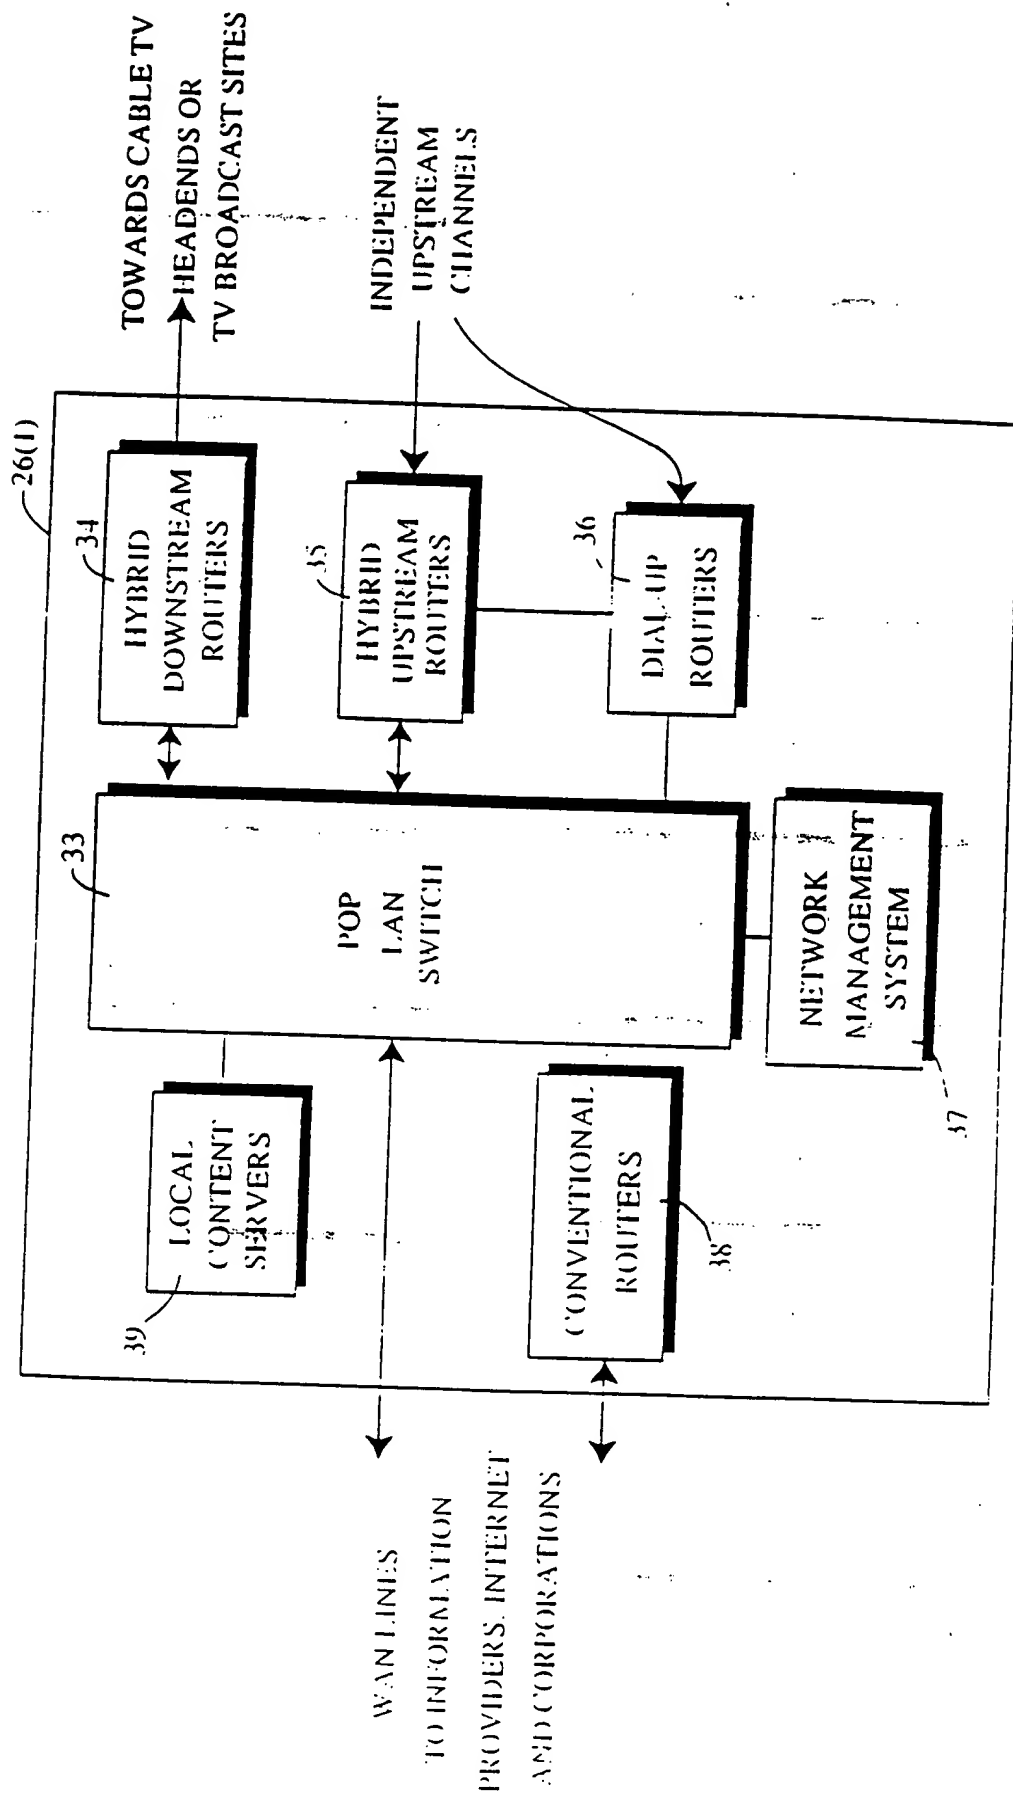 26(1)
39
LOCAL
CONTENT
SERVERS
33
POP
LAN
SWITCH
34
HYBRID
DOWNSTREAM
ROUTERS
TOWARDS CABLE TV
HEADENDS OR
TV BROADCAST SITES
35
HYBRID
UPSTREAM
ROUTERS
INDEPENDENT
UPSTREAM
CHANNELS
36
DIAL-UP
ROUTERS
WAN LINES
TO INFORMATION
PROVIDERS, INTERNET
AND CORPORATIONS
CONVENTIONAL
ROUTERS
38
NETWORK
MANAGEMENT
SYSTEM
37